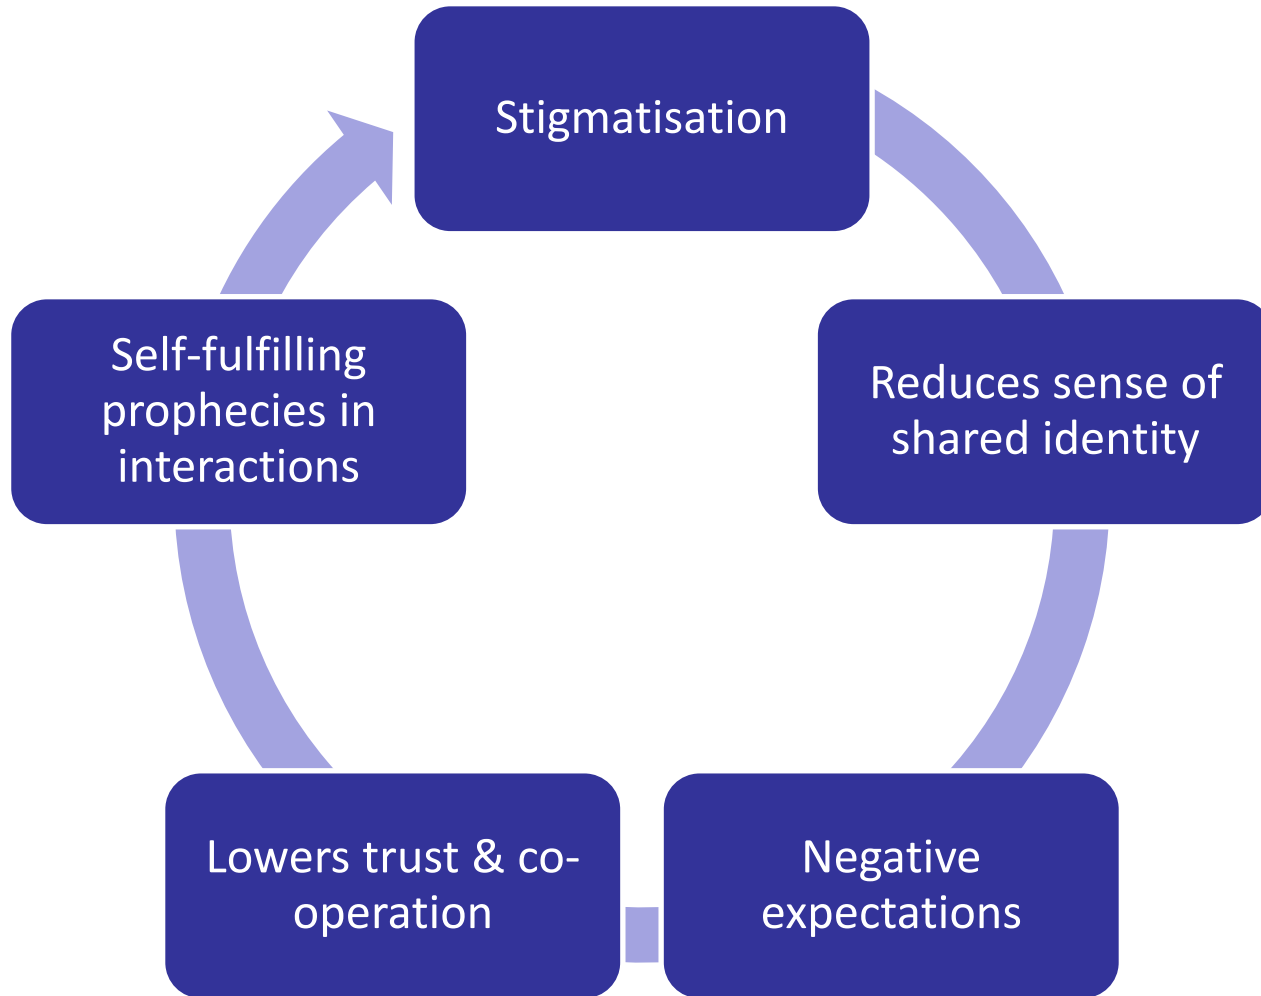 Stigmatisation
Reduces sense of
shared identity
Negative
expectations
Lowers trust & co-
operation
Self-fulfilling
prophecies in
interactions